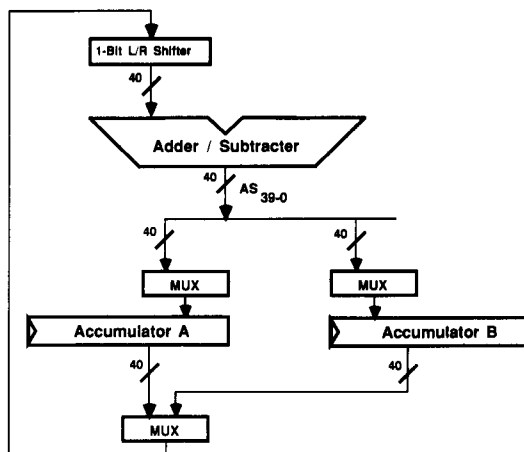 1-Bit L/R Shifter
40
Adder / Subtracter
40
AS 39-0
40
40
MUX
MUX
Accumulator A
Accumulator B
40
40
MUX